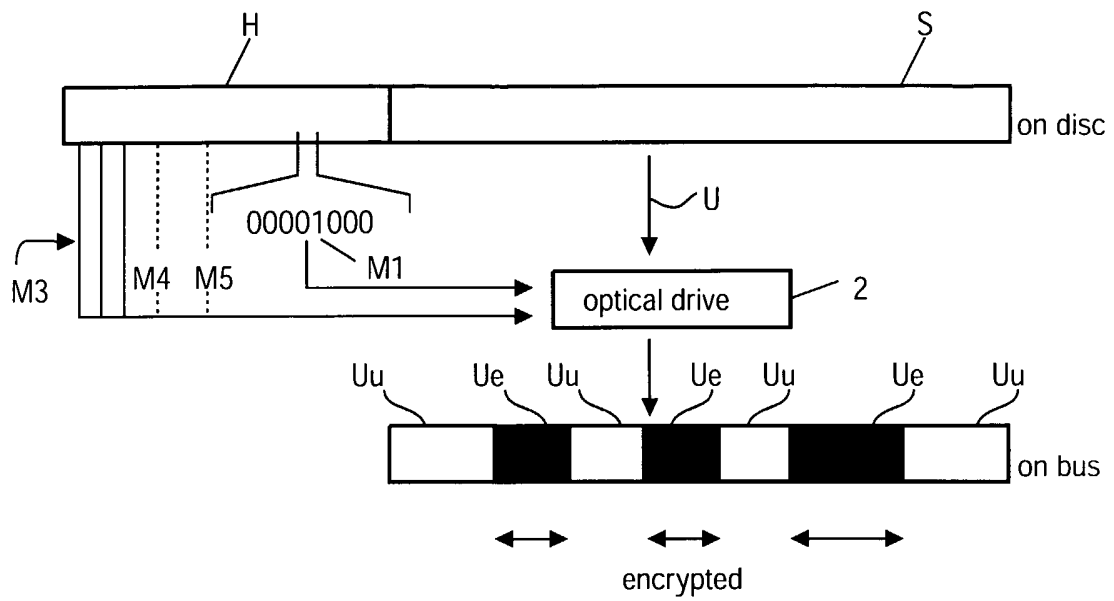 H
S
on disc
U
00001000
M3
M4
M5
M1
optical drive
2
Uu
Ue
Uu
Ue
Uu
Ue
Uu
on bus
encrypted